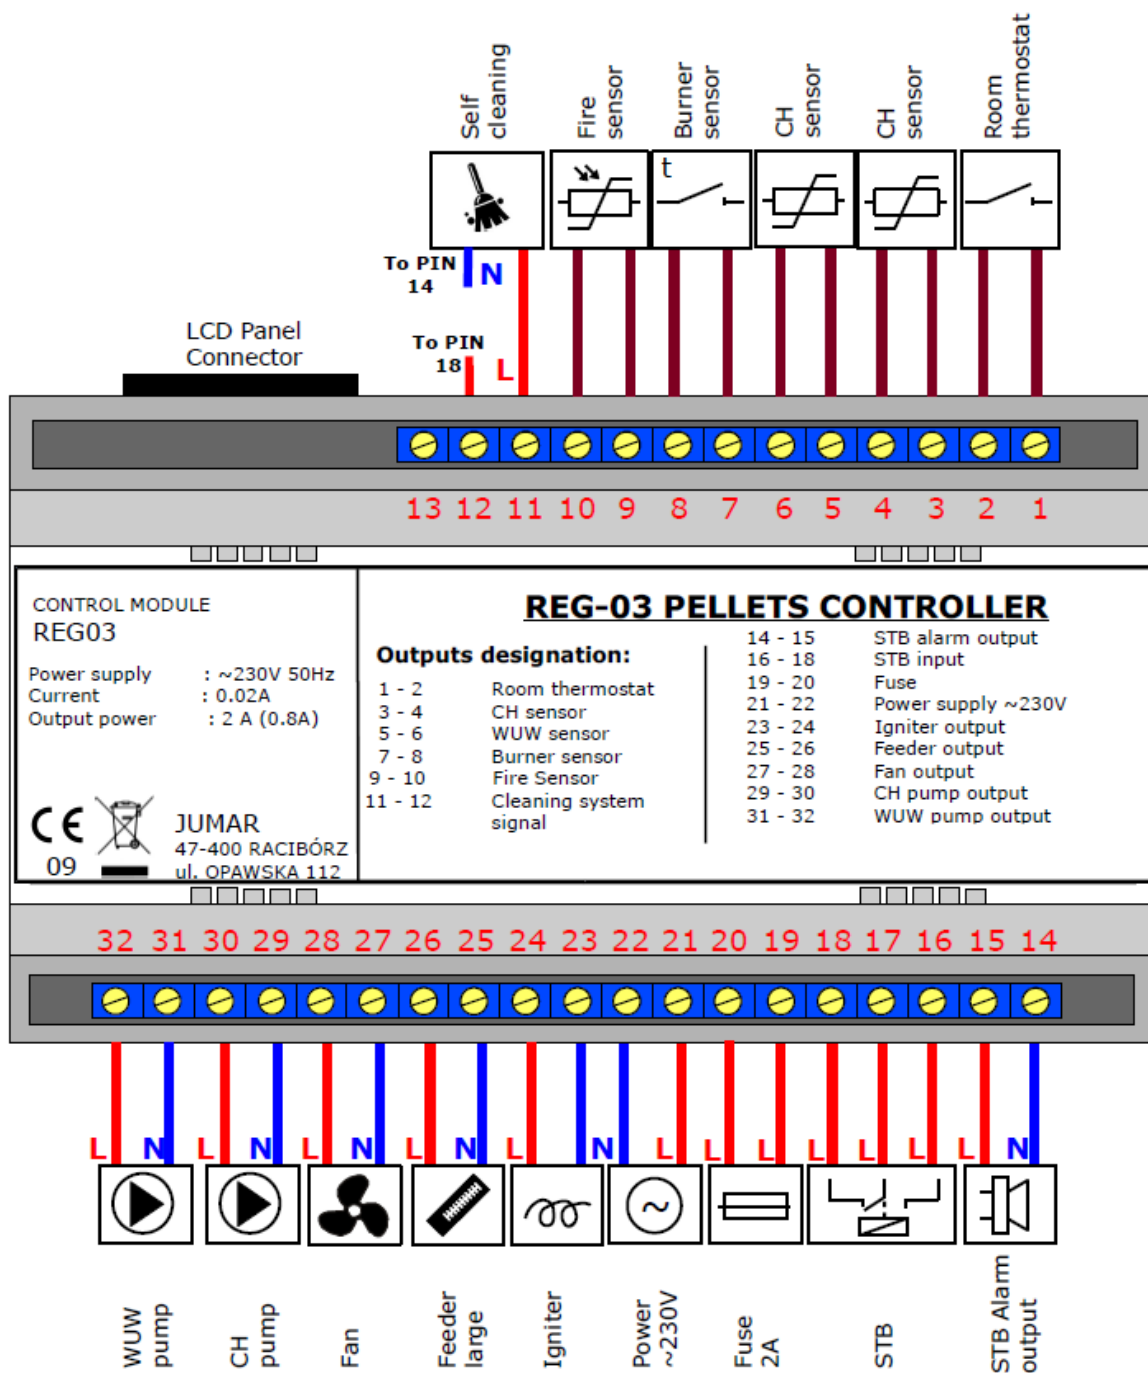 Self
cleaning
Fire
sensor
Burner
sensor
CH
sensor
CH
sensor
Room
thermostat
t
To PIN
14
N
To PIN
18
L
LCD Panel
Connector
13 12 11 10 9 8 7 6 5 4 3 2 1
CONTROL MODULE
REG03
Power supply : ~230V 50Hz
Current : 0.02A
Output power : 2 A (0.8A)
CE
09
JUMAR
47-400 RACIBÓRZ
ul. OPAWSKA 112
REG-03 PELLETS CONTROLLER
Outputs designation:
1 - 2 Room thermostat
3 - 4 CH sensor
5 - 6 WUW sensor
7 - 8 Burner sensor
9 - 10 Fire Sensor
11 - 12 Cleaning system
signal
14 - 15 STB alarm output
16 - 18 STB input
19 - 20 Fuse
21 - 22 Power supply ~230V
23 - 24 Igniter output
25 - 26 Feeder output
27 - 28 Fan output
29 - 30 CH pump output
31 - 32 WUW pump output
32 31 30 29 28 27 26 25 24 23 22 21 20 19 18 17 16 15 14
L N L N L N L N L N N L L L L L L L N
~
WUW
pump
CH
pump
Fan
Feeder
large
Igniter
Power
~230V
Fuse
2A
STB
STB Alarm
output